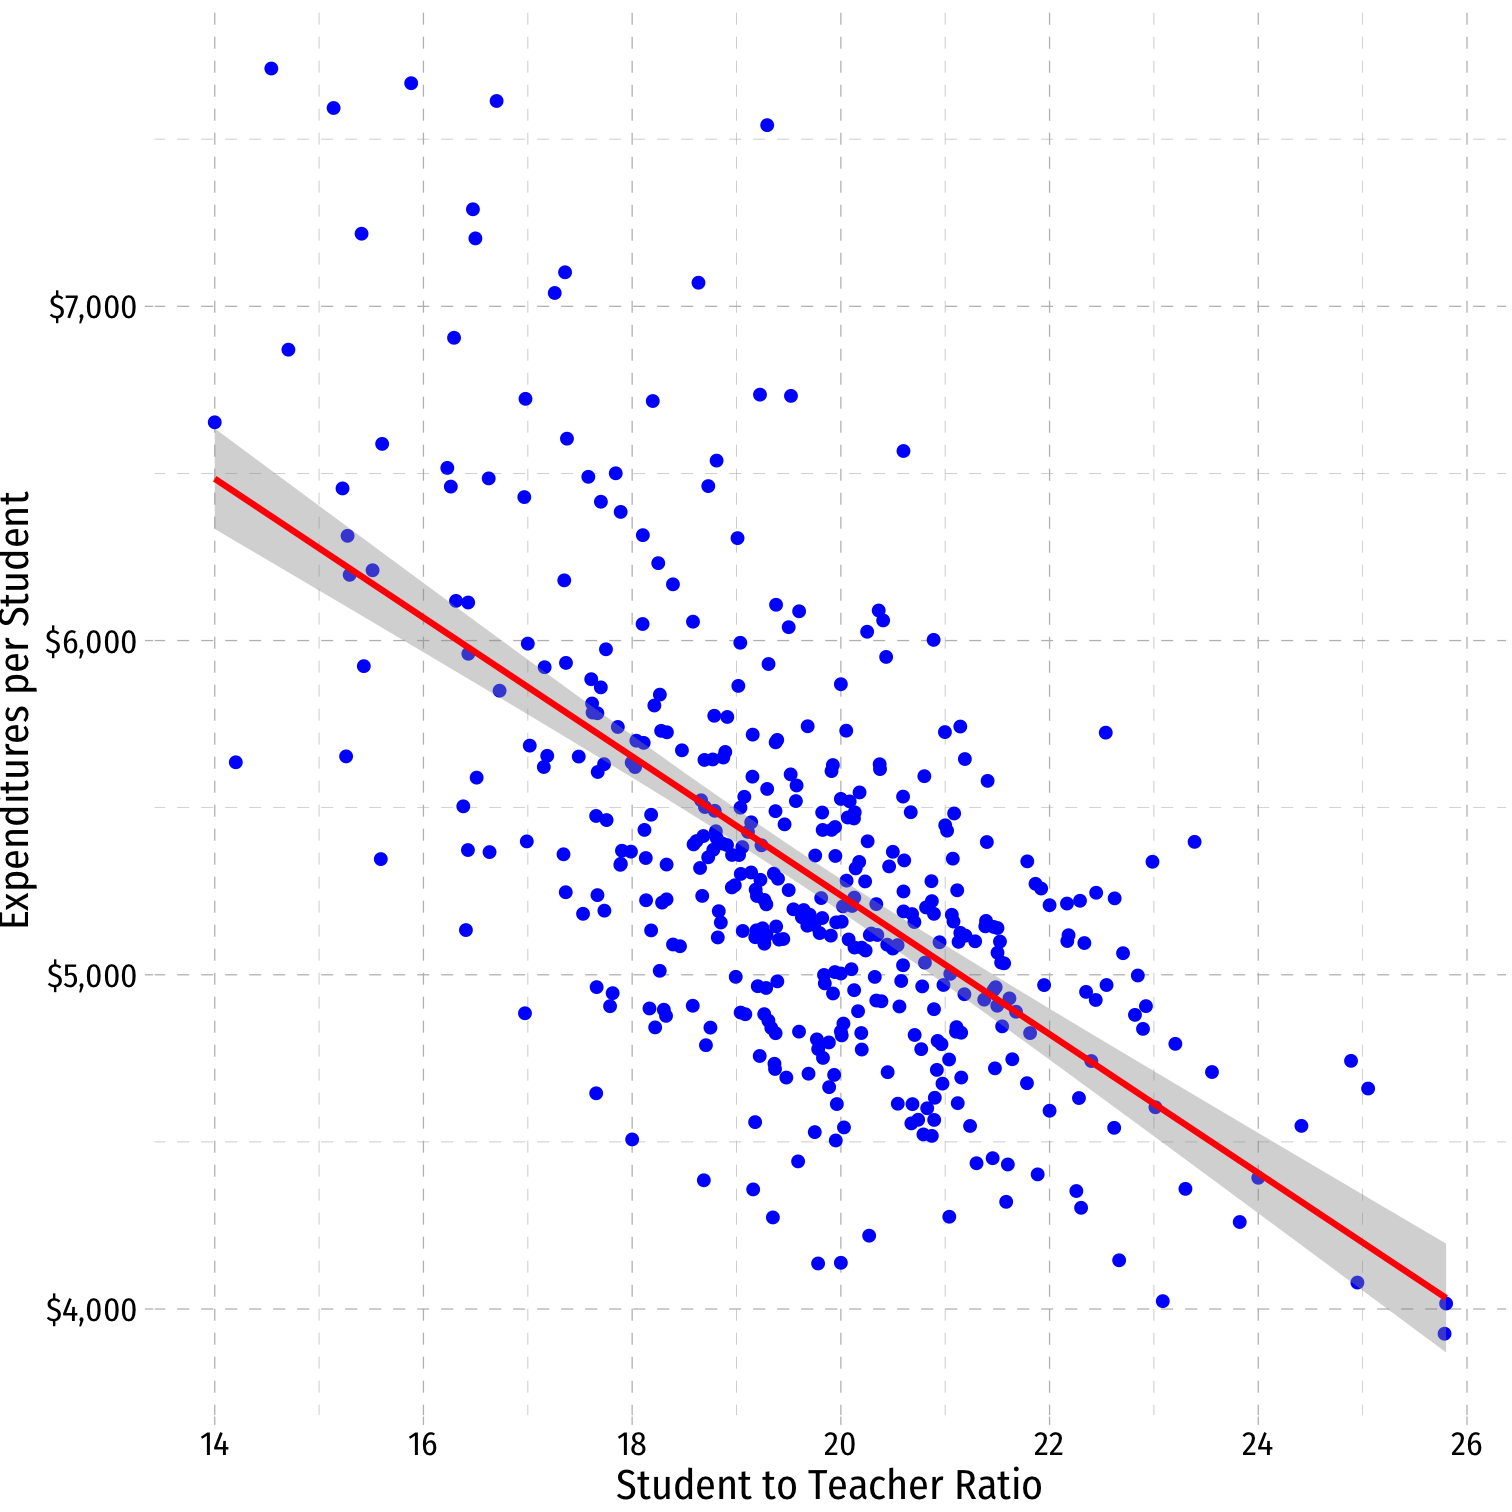 Expenditures per Student
$7,000
$6,000
$5,000
$4,000
14 16 18 20 22 24 26
Student to Teacher Ratio